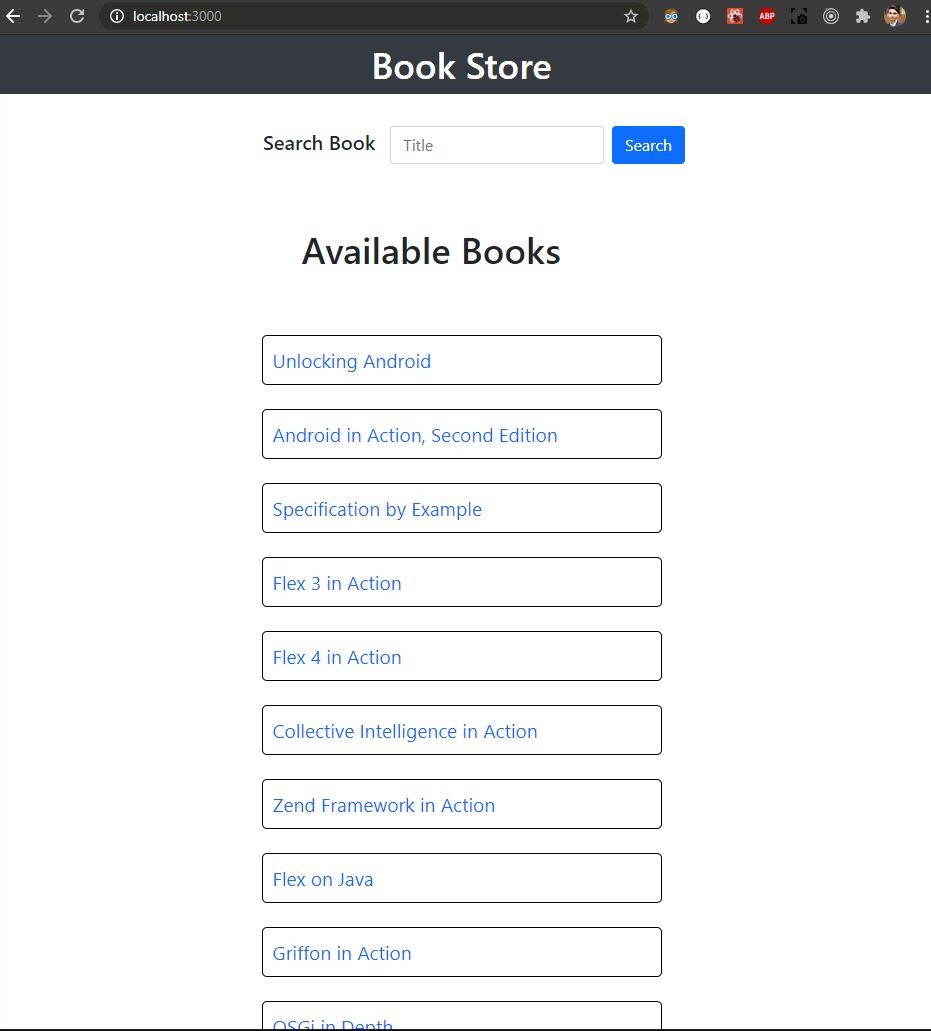 localhost:3000
ABP
Book Store
Search Book Title Search
Available Books
Unlocking Android
Android in Action, Second Edition
Specification by Example
Flex 3 in Action
Flex 4 in Action
Collective Intelligence in Action
Zend Framework in Action
Flex on Java
Griffon in Action
OSGi in Depth